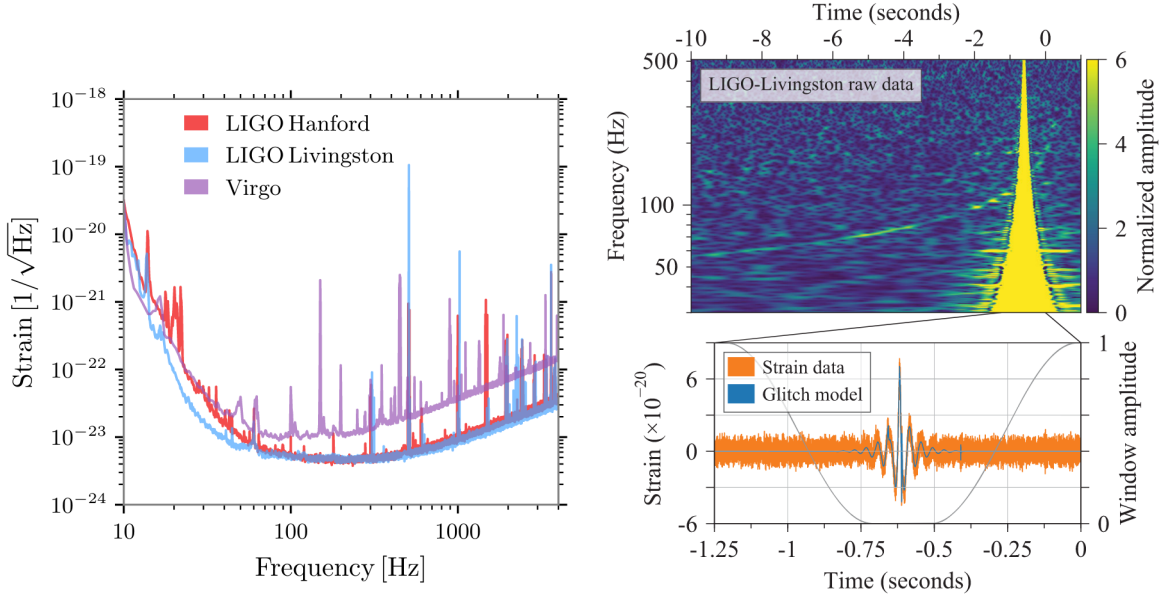 10⁻¹⁸
10⁻¹⁹
10⁻²⁰
10⁻²¹
10⁻²²
10⁻²³
10⁻²⁴
Strain [1/√Hz]
LIGO Hanford
LIGO Livingston
Virgo
10 100 1000
Frequency [Hz]
Time (seconds)
-10 -8 -6 -4 -2 0
500
100
50
Frequency (Hz)
LIGO-Livingston raw data
6
4
2
0
Normalized amplitude
6
0
-6
Strain (×10⁻²⁰)
Strain data
Glitch model
1
0
Window amplitude
-1.25 -1 -0.75 -0.5 -0.25 0
Time (seconds)